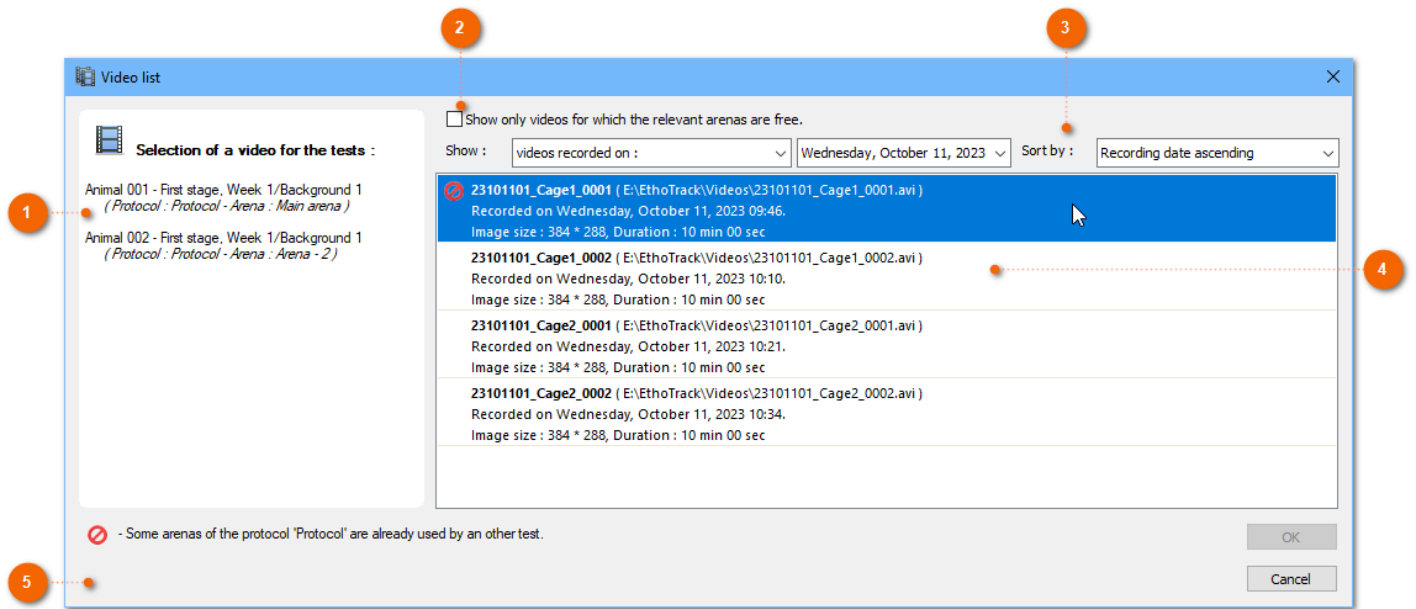 2
3
Video list
Show only videos for which the relevant arenas are free.
Selection of a video for the tests :
Show :
videos recorded on :
Wednesday, October 11, 2023
Sort by :
Recording date ascending
1
Animal 001 - First stage, Week 1/Background 1
( Protocol : Protocol - Arena : Main arena )
Animal 002 - First stage, Week 1/Background 1
( Protocol : Protocol - Arena : Arena - 2 )
23101101_Cage1_0001 ( E:\EthoTrack\Videos\23101101_Cage1_0001.avi )
Recorded on Wednesday, October 11, 2023 09:46.
Image size : 384 * 288, Duration : 10 min 00 sec
23101101_Cage1_0002 ( E:\EthoTrack\Videos\23101101_Cage1_0002.avi )
Recorded on Wednesday, October 11, 2023 10:10.
Image size : 384 * 288, Duration : 10 min 00 sec
4
23101101_Cage2_0001 ( E:\EthoTrack\Videos\23101101_Cage2_0001.avi )
Recorded on Wednesday, October 11, 2023 10:21.
Image size : 384 * 288, Duration : 10 min 00 sec
23101101_Cage2_0002 ( E:\EthoTrack\Videos\23101101_Cage2_0002.avi )
Recorded on Wednesday, October 11, 2023 10:34.
Image size : 384 * 288, Duration : 10 min 00 sec
- Some arenas of the protocol 'Protocol' are already used by an other test.
OK
5
Cancel